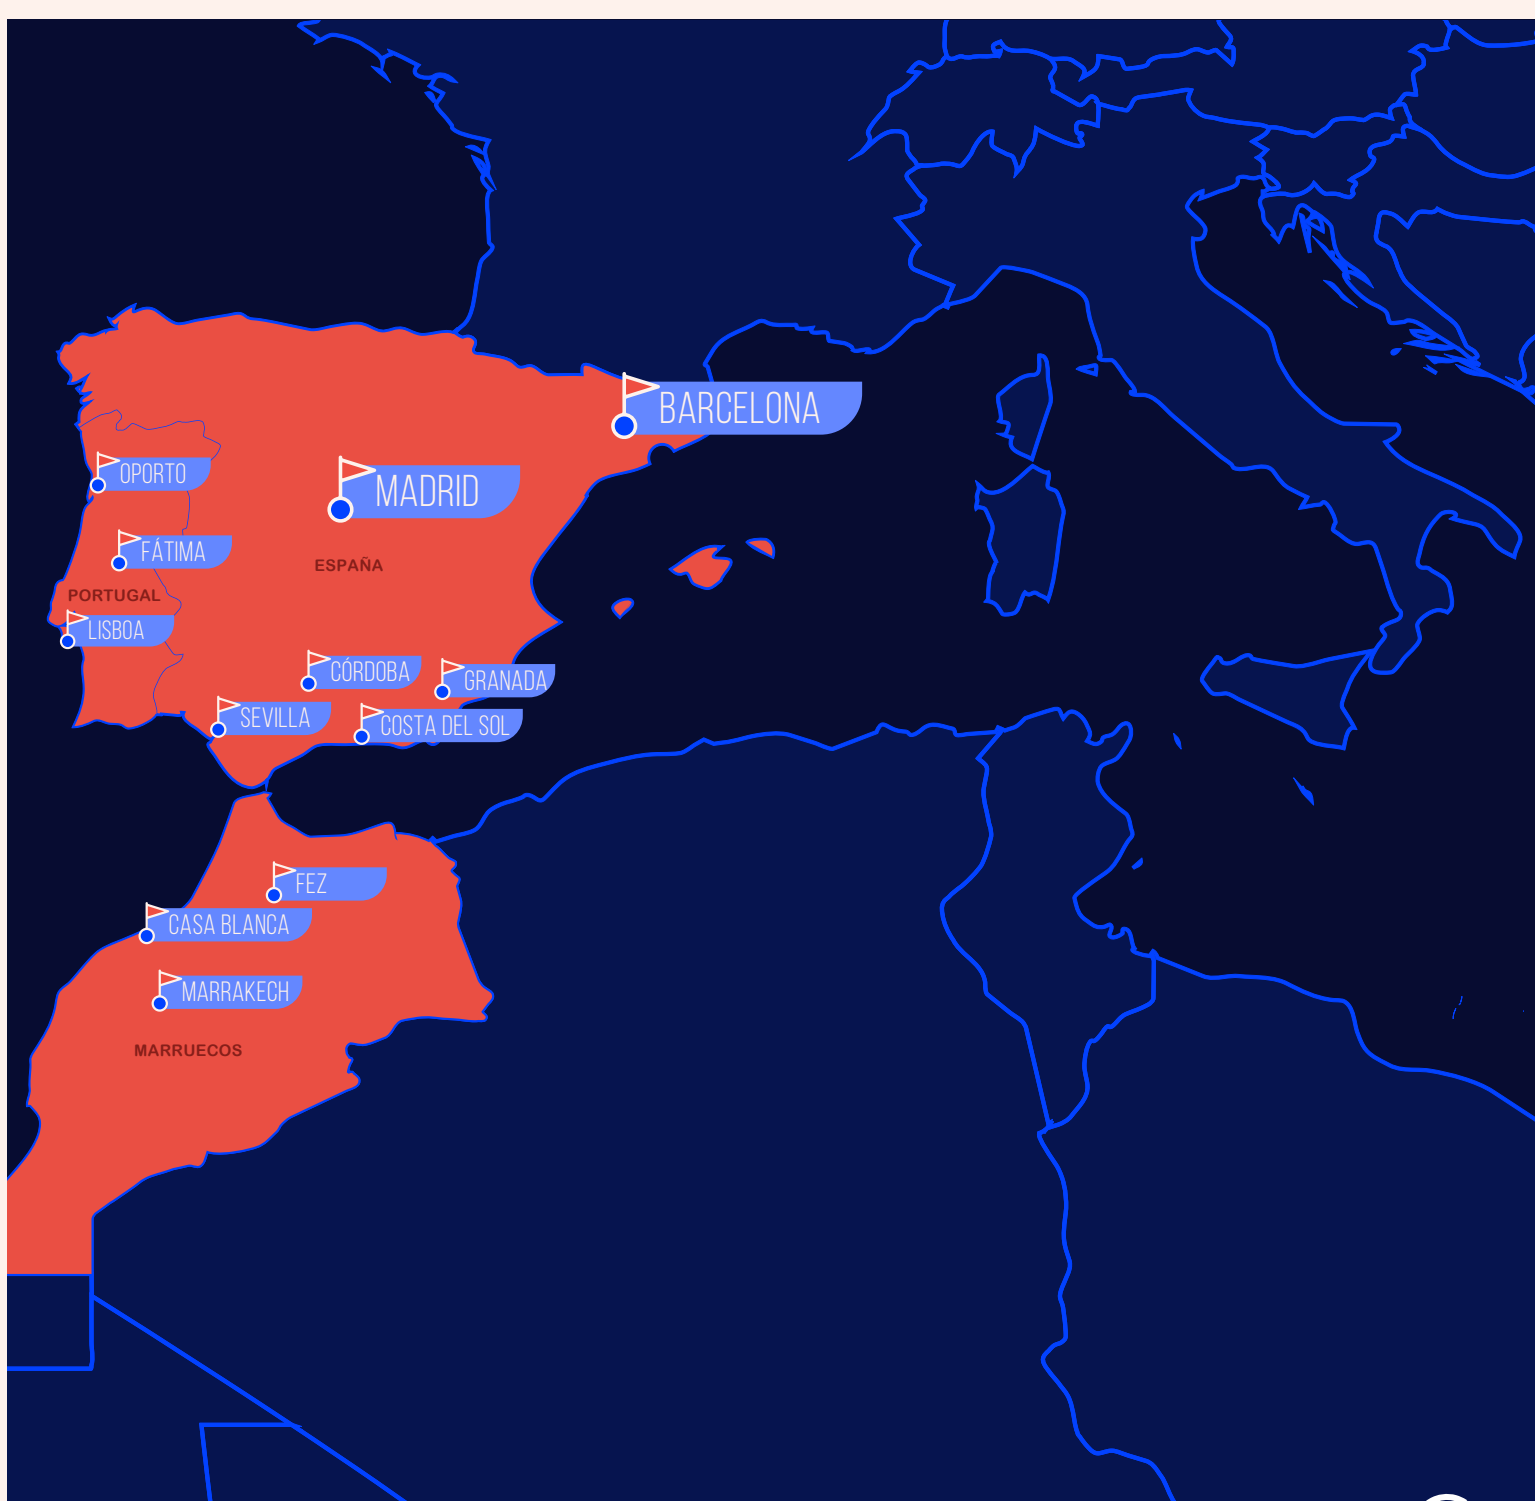 BARCELONA
OPORTO
MADRID
FÁTIMA
ESPAÑA
PORTUGAL
LISBOA
CÓRDOBA
GRANADA
SEVILLA
COSTA DEL SOL
FEZ
CASA BLANCA
MARRAKECH
MARRUECOS